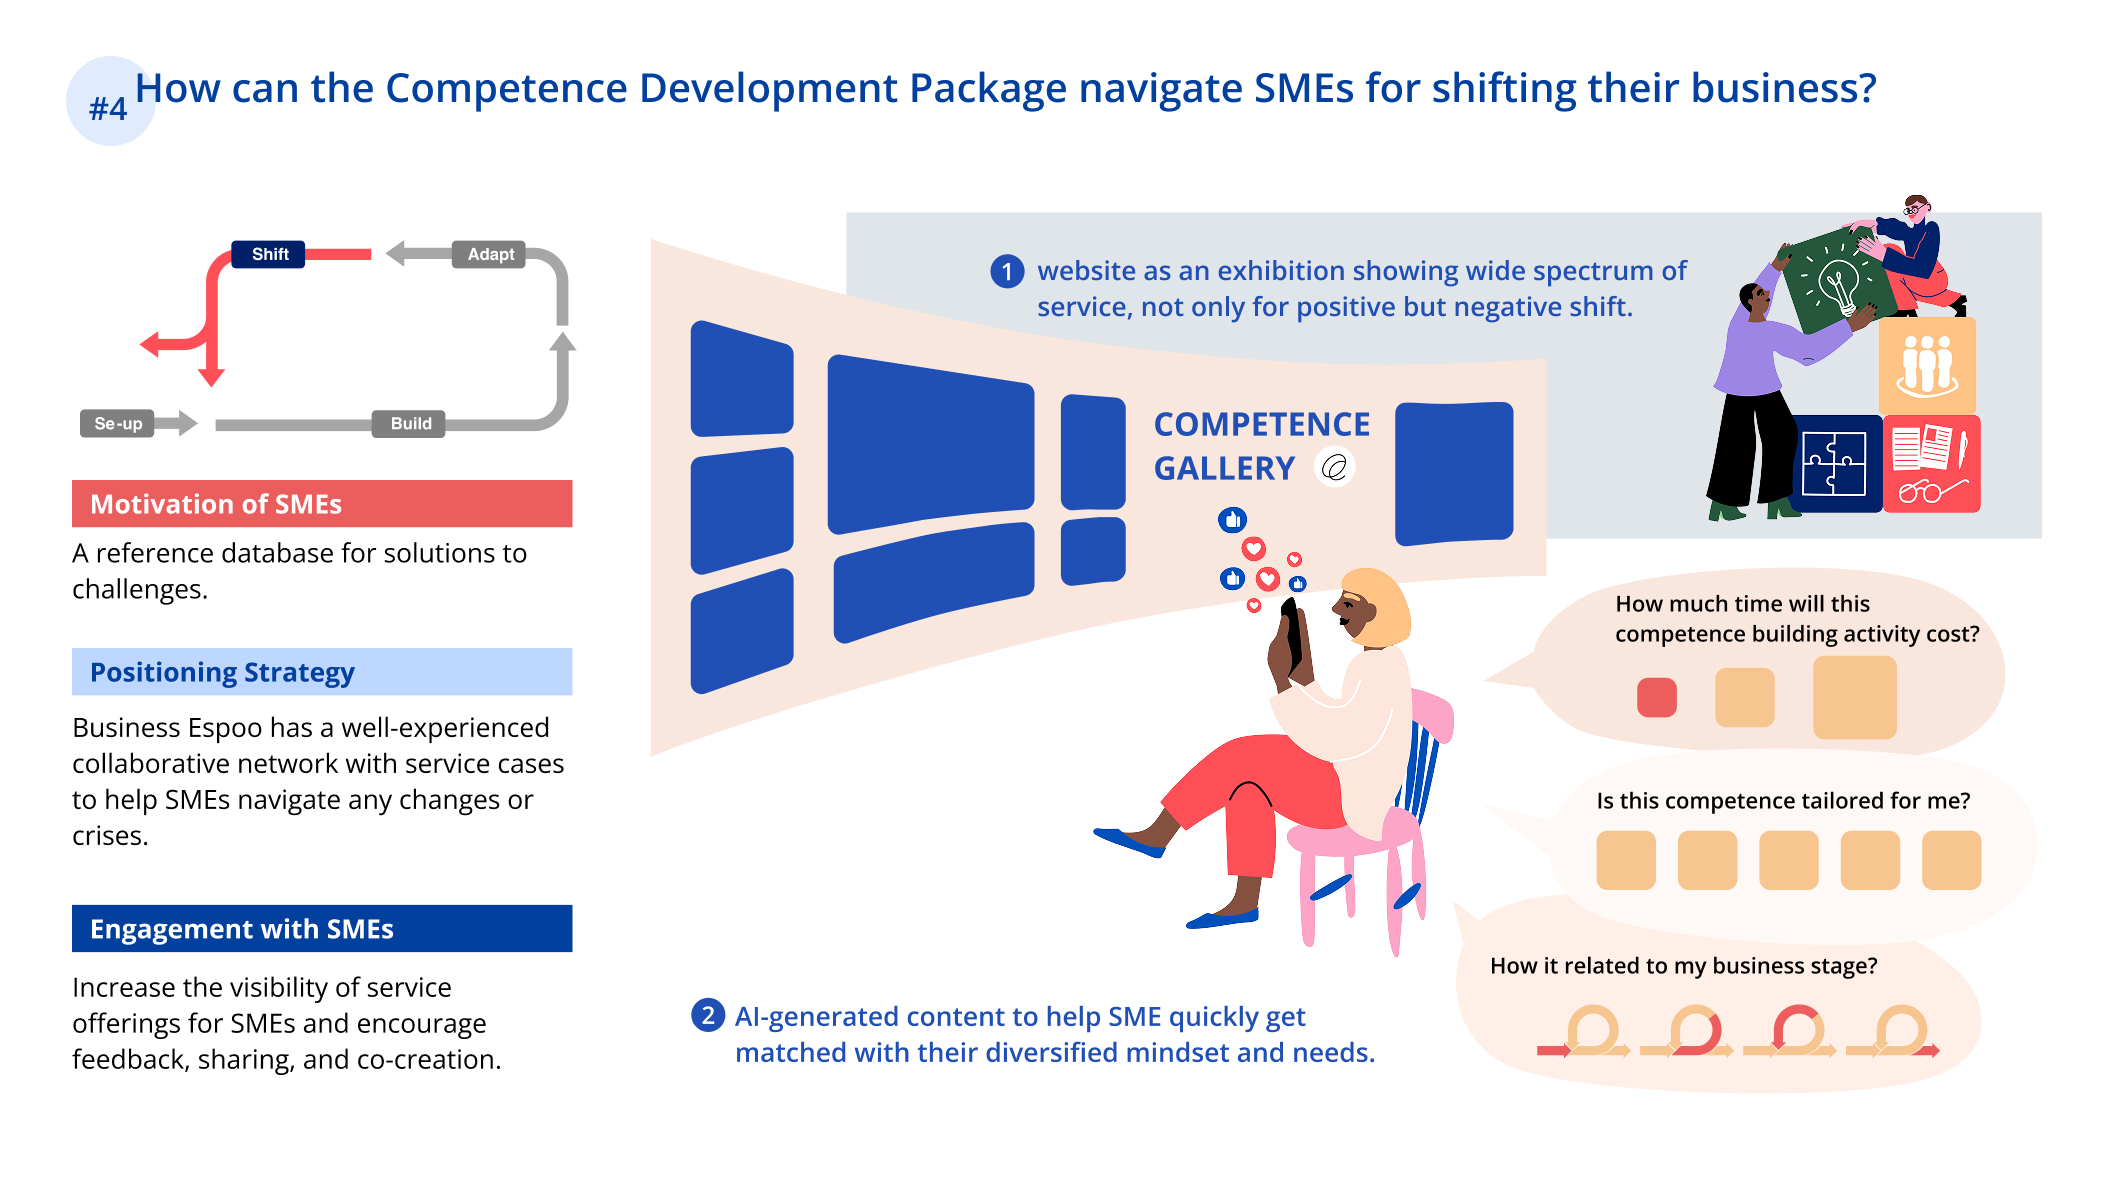 #4
How can the Competence Development Package navigate SMEs for shifting their business?
Shift
Adapt
Se-up
Build
Motivation of SMEs
A reference database for solutions to
challenges.
Positioning Strategy
Business Espoo has a well-experienced
collaborative network with service cases
to help SMEs navigate any changes or
crises.
Engagement with SMEs
Increase the visibility of service
offerings for SMEs and encourage
feedback, sharing, and co-creation.
1 website as an exhibition showing wide spectrum of
service, not only for positive but negative shift.
COMPETENCE
GALLERY
How much time will this
competence building activity cost?
Is this competence tailored for me?
How it related to my business stage?
2 AI-generated content to help SME quickly get
matched with their diversified mindset and needs.